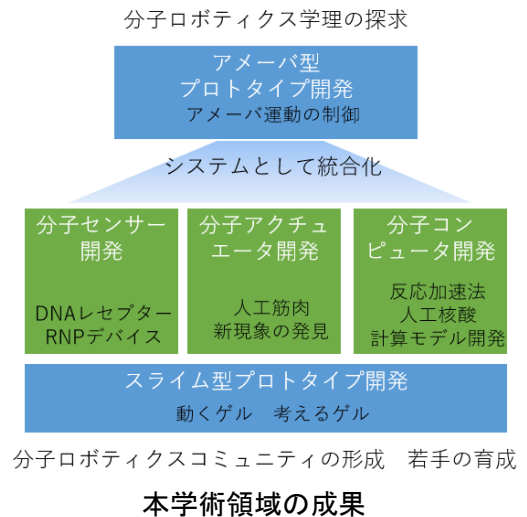 分子ロボティクス学理の探求
アメーバ型
プロトタイプ開発
アメーバ運動の制御
システムとして統合化
分子センサー
開発
DNAレセプター
RNPデバイス
分子アクチュ
エータ開発
人工筋肉
新現象の発見
分子コン
ピュータ開発
反応加速法
人工核酸
計算モデル開発
スライム型プロトタイプ開発
動くゲル　考えるゲル
分子ロボティクスコミュニティの形成　若手の育成
本学術領域の成果